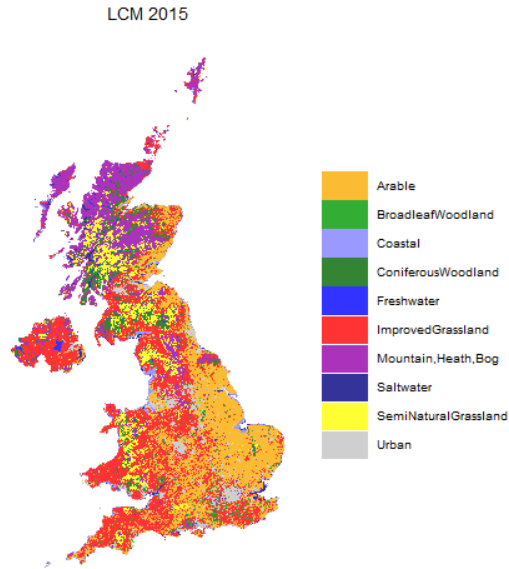 LCM 2015
Arable
BroadleafWoodland
Coastal
ConiferousWoodland
Freshwater
ImprovedGrassland
Mountain,Heath,Bog
Saltwater
SemiNaturalGrassland
Urban